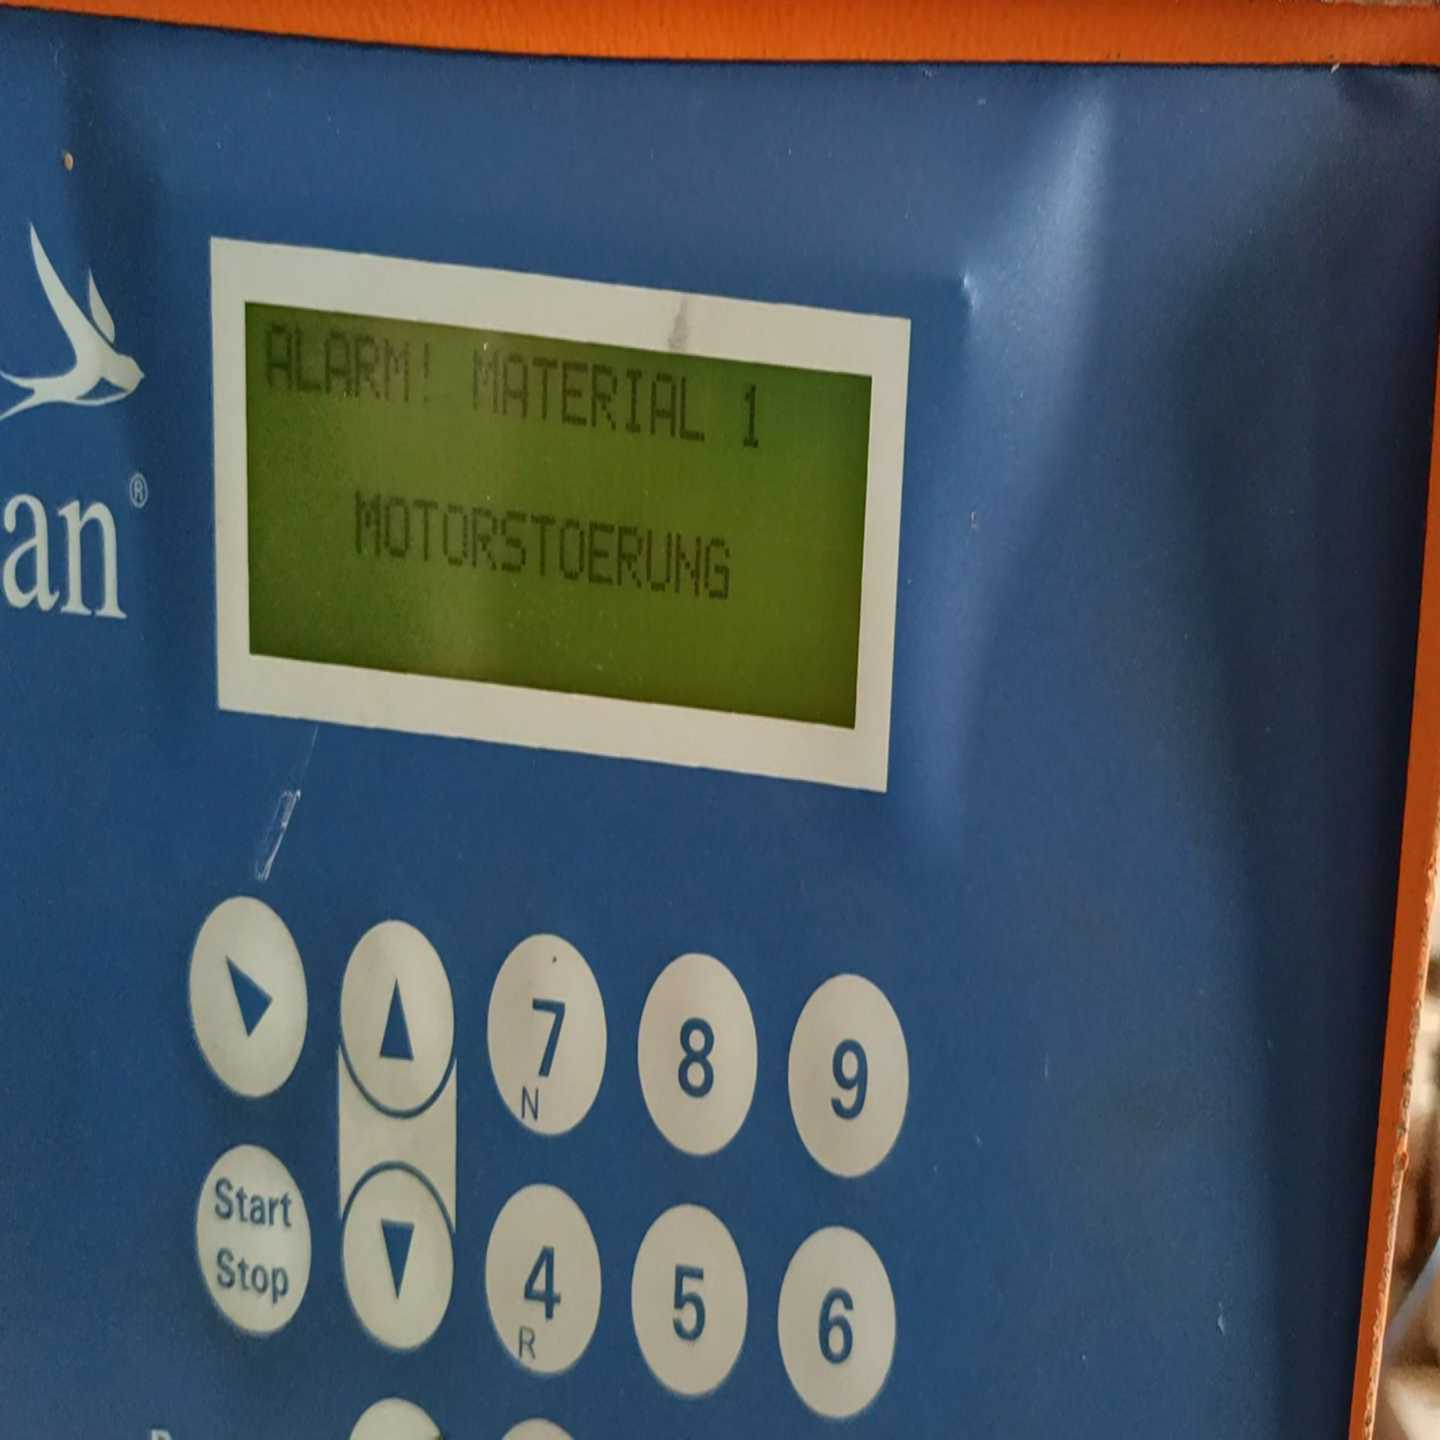 ALARM! MATERIAL 1
MOTORSTOERUNG
an®
7 8 9
N
Start
Stop
4 5 6
R